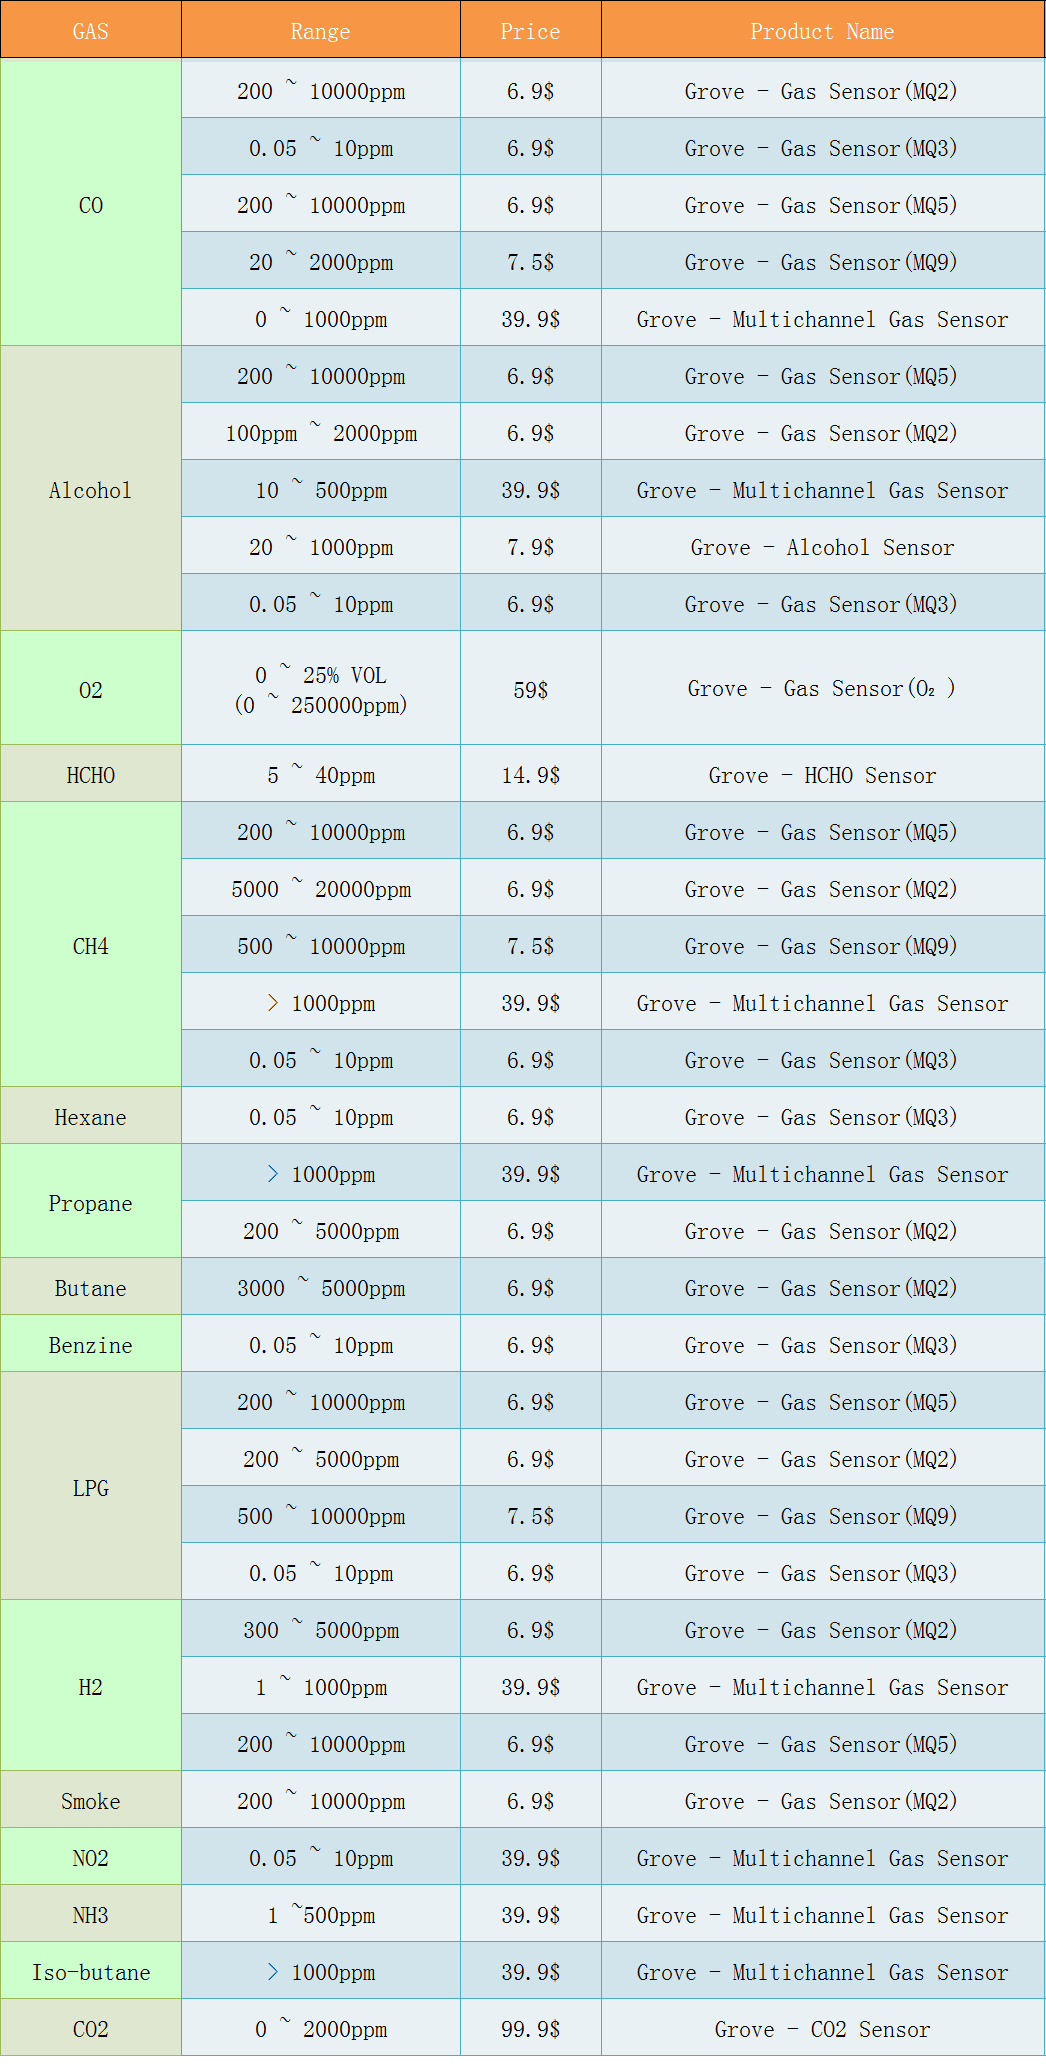 GAS Range Price Product Name
CO
200 ~ 10000ppm 6.9$ Grove - Gas Sensor(MQ2)
0.05 ~ 10ppm 6.9$ Grove - Gas Sensor(MQ3)
200 ~ 10000ppm 6.9$ Grove - Gas Sensor(MQ5)
20 ~ 2000ppm 7.5$ Grove - Gas Sensor(MQ9)
0 ~ 1000ppm 39.9$ Grove - Multichannel Gas Sensor
Alcohol
200 ~ 10000ppm 6.9$ Grove - Gas Sensor(MQ5)
100ppm ~ 2000ppm 6.9$ Grove - Gas Sensor(MQ2)
10 ~ 500ppm 39.9$ Grove - Multichannel Gas Sensor
20 ~ 1000ppm 7.9$ Grove - Alcohol Sensor
0.05 ~ 10ppm 6.9$ Grove - Gas Sensor(MQ3)
O2
0 ~ 25% VOL
(0 ~ 250000ppm) 59$ Grove - Gas Sensor(O₂ )
HCHO 5 ~ 40ppm 14.9$ Grove - HCHO Sensor
CH4
200 ~ 10000ppm 6.9$ Grove - Gas Sensor(MQ5)
5000 ~ 20000ppm 6.9$ Grove - Gas Sensor(MQ2)
500 ~ 10000ppm 7.5$ Grove - Gas Sensor(MQ9)
> 1000ppm 39.9$ Grove - Multichannel Gas Sensor
0.05 ~ 10ppm 6.9$ Grove - Gas Sensor(MQ3)
Hexane 0.05 ~ 10ppm 6.9$ Grove - Gas Sensor(MQ3)
Propane
> 1000ppm 39.9$ Grove - Multichannel Gas Sensor
200 ~ 5000ppm 6.9$ Grove - Gas Sensor(MQ2)
Butane 3000 ~ 5000ppm 6.9$ Grove - Gas Sensor(MQ2)
Benzine 0.05 ~ 10ppm 6.9$ Grove - Gas Sensor(MQ3)
LPG
200 ~ 10000ppm 6.9$ Grove - Gas Sensor(MQ5)
200 ~ 5000ppm 6.9$ Grove - Gas Sensor(MQ2)
500 ~ 10000ppm 7.5$ Grove - Gas Sensor(MQ9)
0.05 ~ 10ppm 6.9$ Grove - Gas Sensor(MQ3)
H2
300 ~ 5000ppm 6.9$ Grove - Gas Sensor(MQ2)
1 ~ 1000ppm 39.9$ Grove - Multichannel Gas Sensor
200 ~ 10000ppm 6.9$ Grove - Gas Sensor(MQ5)
Smoke 200 ~ 10000ppm 6.9$ Grove - Gas Sensor(MQ2)
NO2 0.05 ~ 10ppm 39.9$ Grove - Multichannel Gas Sensor
NH3 1 ~500ppm 39.9$ Grove - Multichannel Gas Sensor
Iso-butane > 1000ppm 39.9$ Grove - Multichannel Gas Sensor
CO2 0 ~ 2000ppm 99.9$ Grove - CO2 Sensor